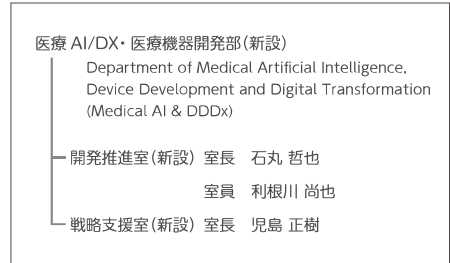 医療 AI/DX・医療機器開発部（新設）
Department of Medical Artificial Intelligence,
Device Development and Digital Transformation
(Medical AI & DDDx)
開発推進室（新設） 室長 石丸 哲也
室員 利根川 尚也
戦略支援室（新設） 室長 児島 正樹